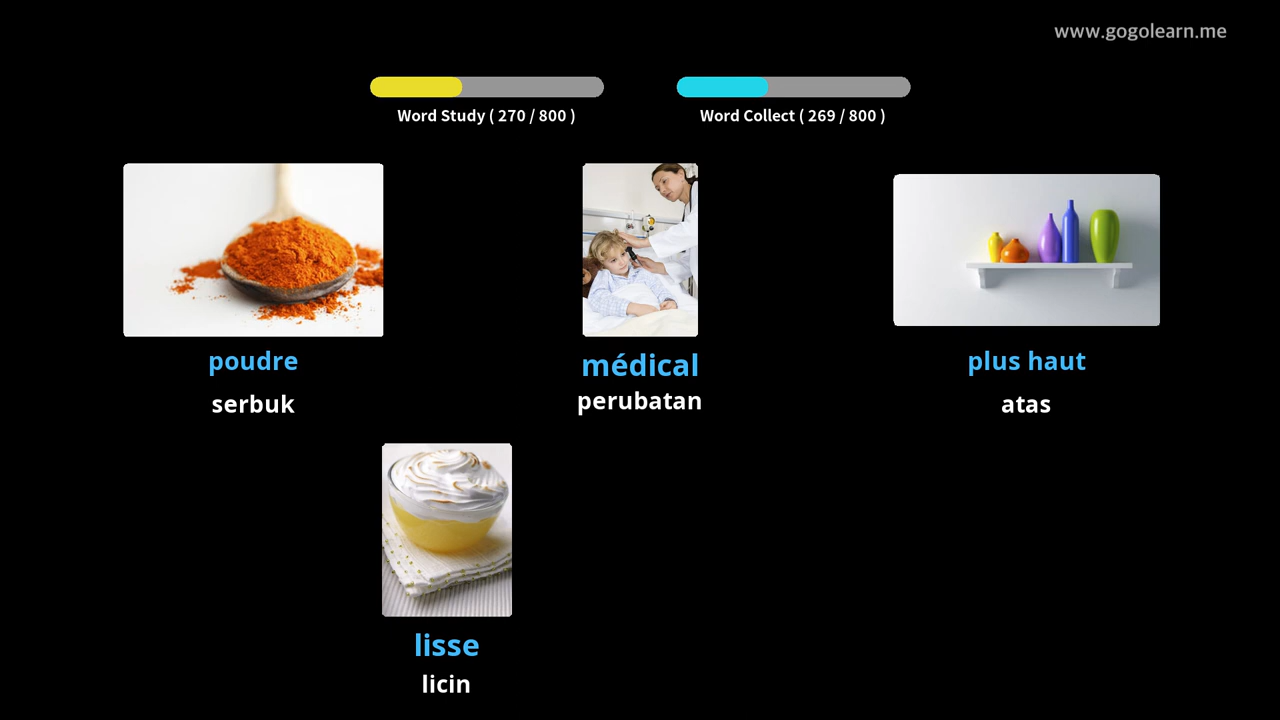 www.gogolearn.me
Word Study ( 270 / 800 )
Word Collect ( 269 / 800 )
poudre
serbuk
médical
perubatan
plus haut
atas
lisse
licin